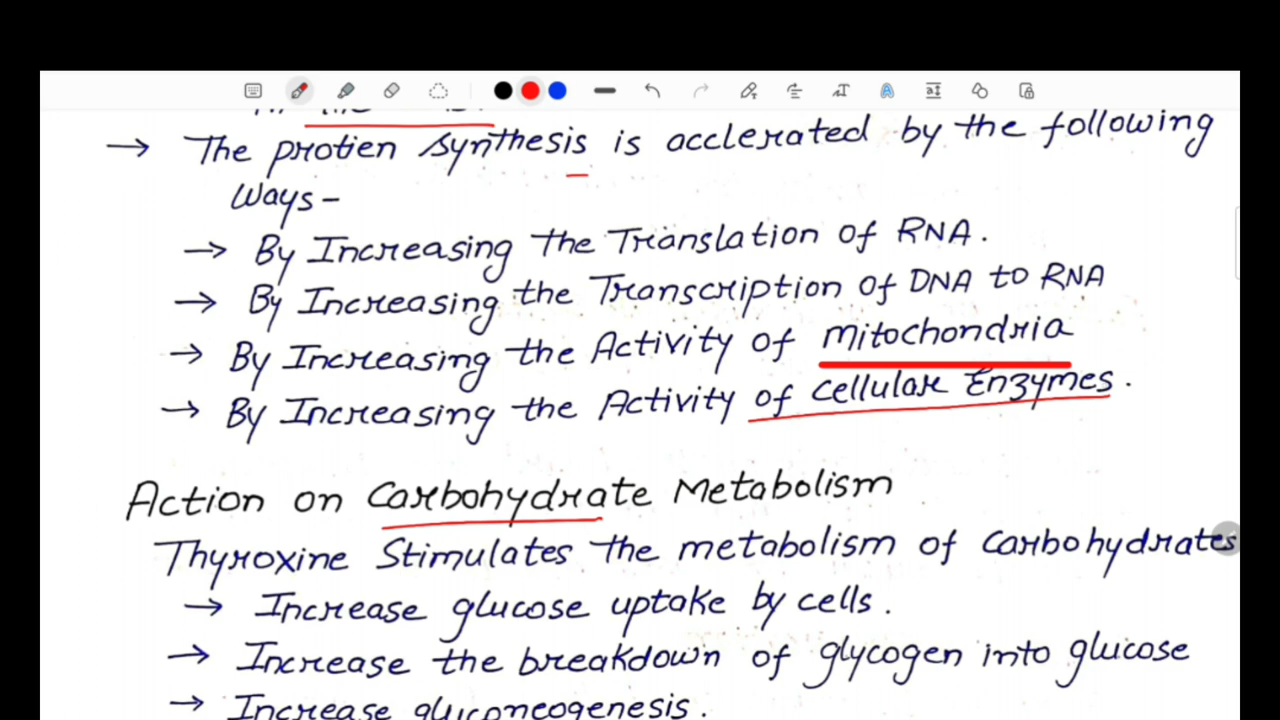 → The protien synthesis is acclerated by the following
Ways-
→ By Increasing the Translation of RNA.
→ By Increasing the Transcription of DNA to RNA
→ By Increasing the Activity of Mitochondria
→ By Increasing the Activity of Cellular Enzymes.
Action on Carbohydrate Metabolism
Thyroxine Stimulates the metabolism of Carbohydrates
→ Increase glucose uptake by cells.
→ Increase the breakdown of glycogen into glucose
→ Increase gluconeogenesis.